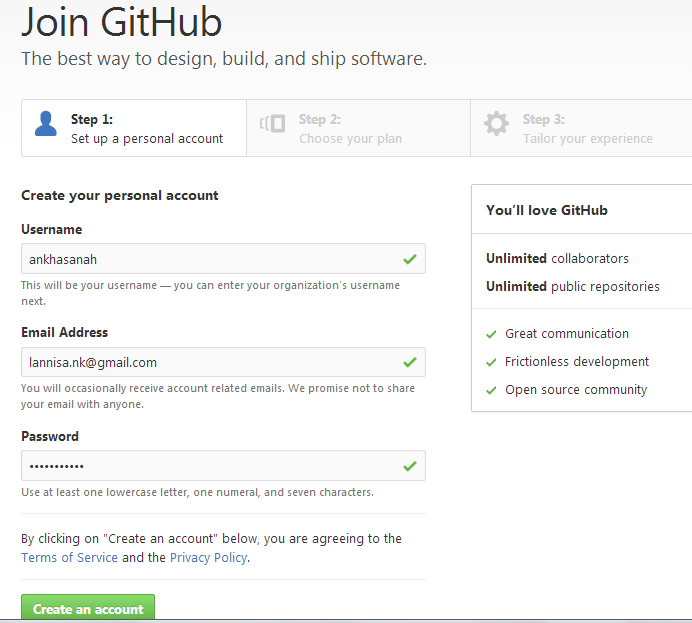 Join GitHub
The best way to design, build, and ship software.
Step 1:
Set up a personal account
Step 2:
Choose your plan
Step 3:
Tailor your experience
Create your personal account
Username
ankhasanah
This will be your username — you can enter your organization's username
next.
Email Address
lannisa.nk@gmail.com
You will occasionally receive account related emails. We promise not to share
your email with anyone.
Password
•••••••••••
Use at least one lowercase letter, one numeral, and seven characters.
By clicking on "Create an account" below, you are agreeing to the
Terms of Service and the Privacy Policy.
Create an account
You'll love GitHub
Unlimited collaborators
Unlimited public repositories
Great communication
Frictionless development
Open source community